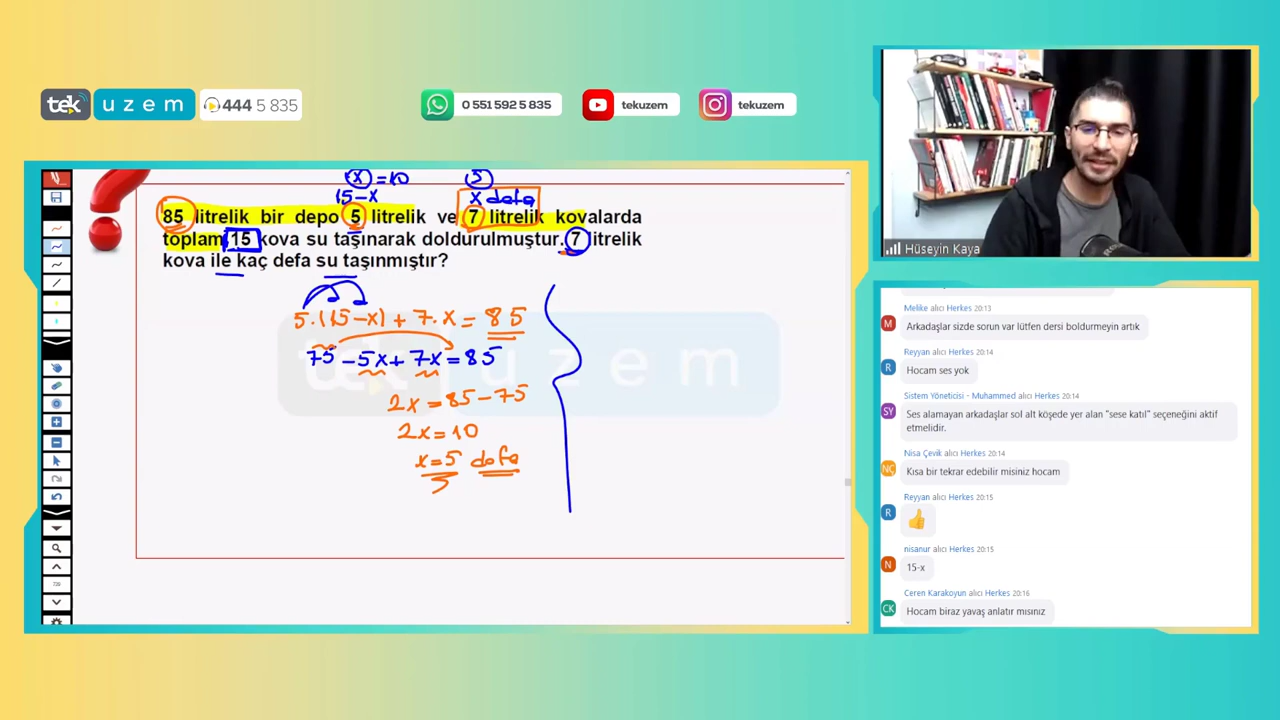 tek uzem 444 5 835
0 551 592 5 835 tekuzem tekuzem
x = 10 5
15-x x defa
85 litrelik bir depo 5 litrelik ve 7 litrelik kovalarda
toplam 15 kova su taşınarak doldurulmuştur. 7 litrelik
kova ile kaç defa su taşınmıştır?
5.(15-x) + 7.x = 85
75 - 5x + 7x = 85
2x = 85 - 75
2x = 10
x = 5 defa
tek uzem
Hüseyin Kaya
Melike alıcı Herkes 20:13
M
Arkadaşlar sizde sorun var lütfen dersi boldurmeyin artık
Reyyan alıcı Herkes 20:14
R
Hocam ses yok
Sistem Yöneticisi - Muhammed alıcı Herkes 20:14
SY
Ses alamayan arkadaşlar sol alt köşede yer alan "sese katıl" seçeneğini aktif
etmelidir.
Nisa Çevik alıcı Herkes 20:14
NÇ
Kısa bir tekrar edebilir misiniz hocam
Reyyan alıcı Herkes 20:15
R
nisanur alıcı Herkes 20:15
N
15-x
Ceren Karakoyun alıcı Herkes 20:16
CK
Hocam biraz yavaş anlatır mısınız